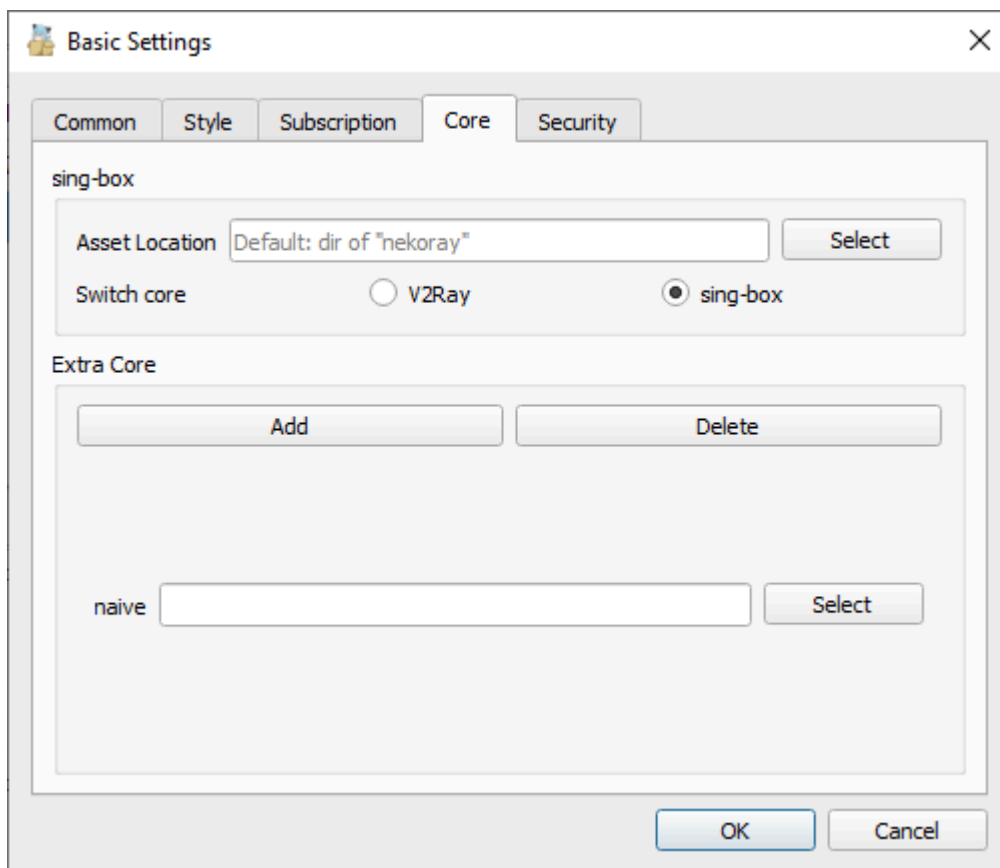 Basic Settings
Common Style Subscription Core Security
sing-box
Asset Location Default: dir of "nekoray" Select
Switch core V2Ray sing-box
Extra Core
Add Delete
naive Select
OK Cancel